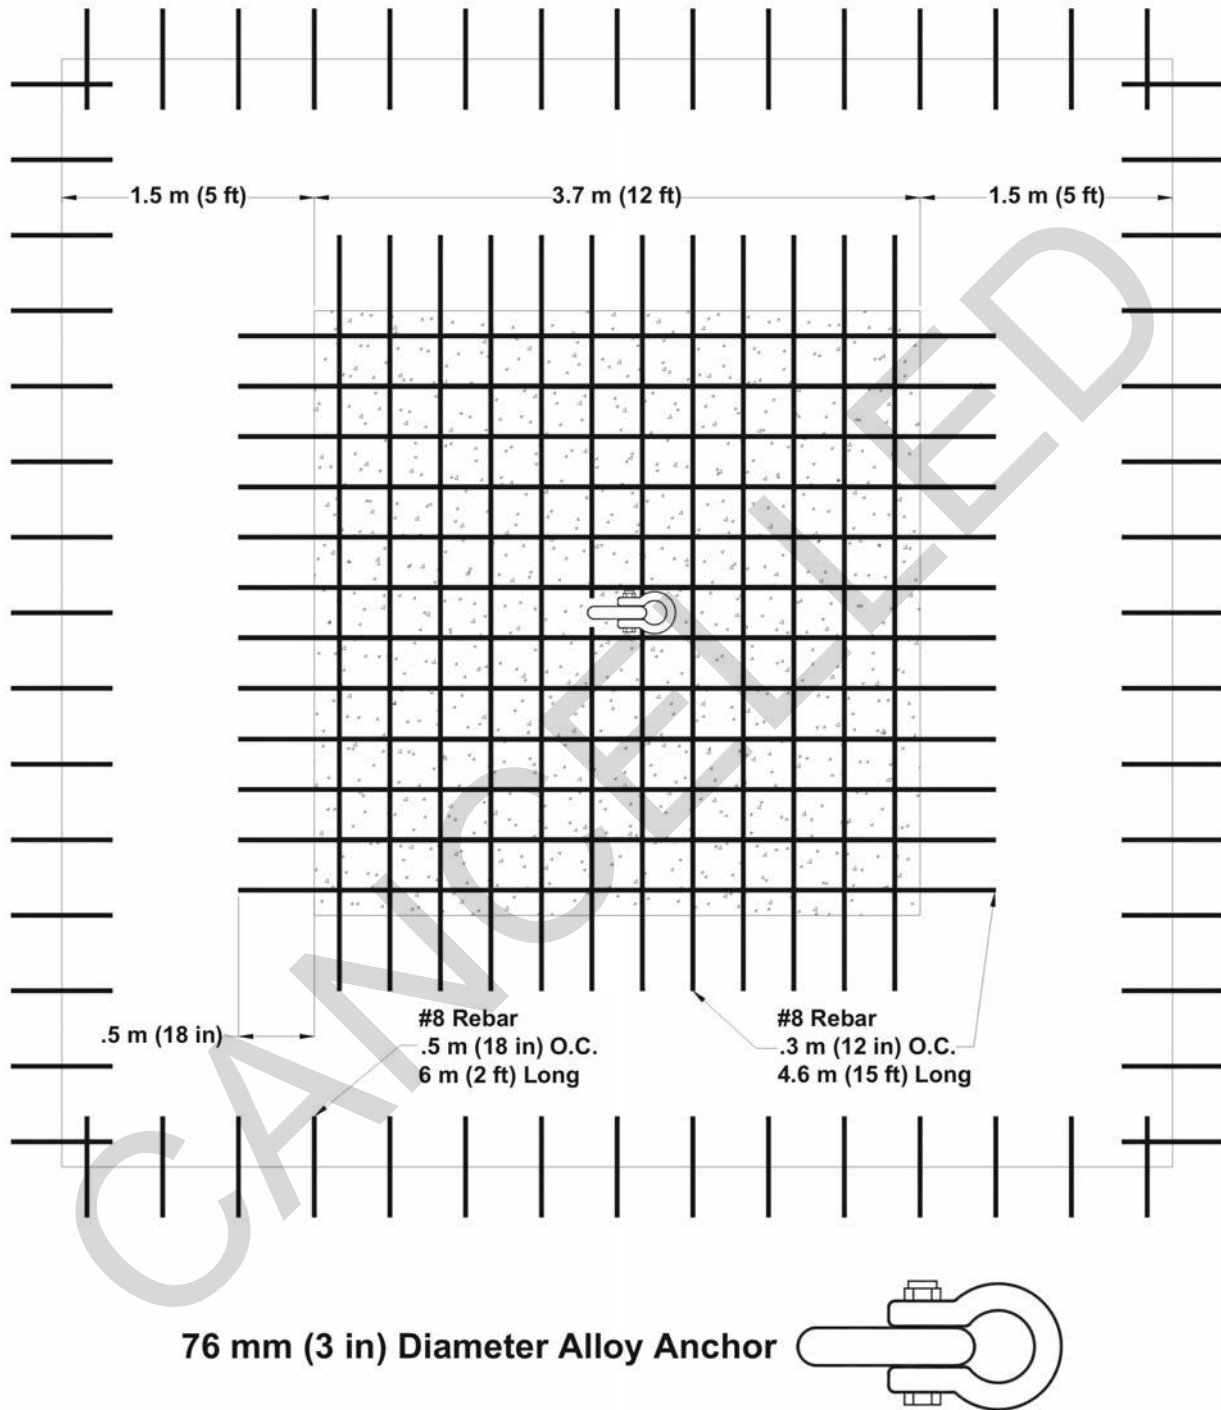 1.5 m (5 ft)
3.7 m (12 ft)
1.5 m (5 ft)
CANCELLED
.5 m (18 in)
#8 Rebar
.5 m (18 in) O.C.
6 m (2 ft) Long
#8 Rebar
.3 m (12 in) O.C.
4.6 m (15 ft) Long
76 mm (3 in) Diameter Alloy Anchor